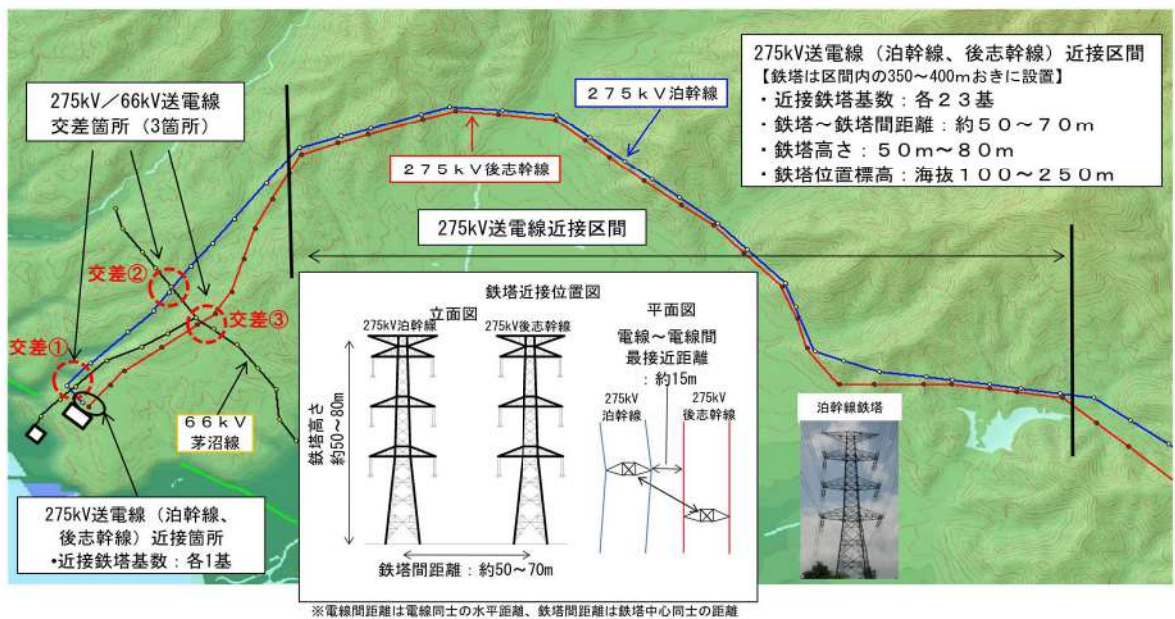 275kV/66kV送電線
交差箇所（3箇所）
275kV送電線（泊幹線、後志幹線）近接区間
【鉄塔は区間内の350～400mおきに設置】
・近接鉄塔基数：各２３基
・鉄塔～鉄塔間距離：約５０～７０ｍ
・鉄塔高さ：５０ｍ～８０ｍ
・鉄塔位置標高：海抜１００～２５０ｍ
２７５kV泊幹線
２７５kV後志幹線
275kV送電線近接区間
交差②
交差③
交差①
６６ｋＶ
茅沼線
275kV送電線（泊幹線、
後志幹線）近接箇所
•近接鉄塔基数：各1基
鉄塔近接位置図
立面図
275kV泊幹線
275kV後志幹線
鉄塔高さ
約50～80m
鉄塔間距離：約50～70m
平面図
電線～電線間
最接近距離
：約15m
275kV
泊幹線
275kV
後志幹線
泊幹線鉄塔
※電線間距離は電線同士の水平距離、鉄塔間距離は鉄塔中心同士の距離